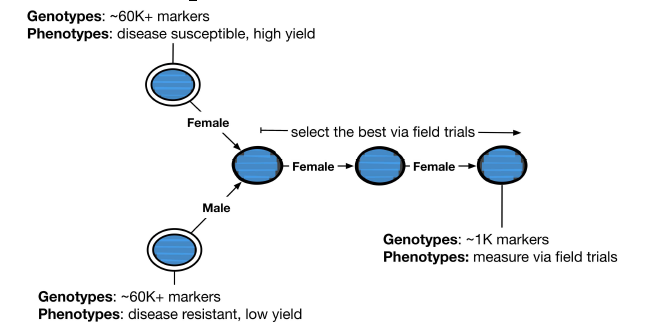 Genotypes: ~60K+ markers
Phenotypes: disease susceptible, high yield
Female
select the best via field trials
Female
Female
Male
Genotypes: ~1K markers
Phenotypes: measure via field trials
Genotypes: ~60K+ markers
Phenotypes: disease resistant, low yield